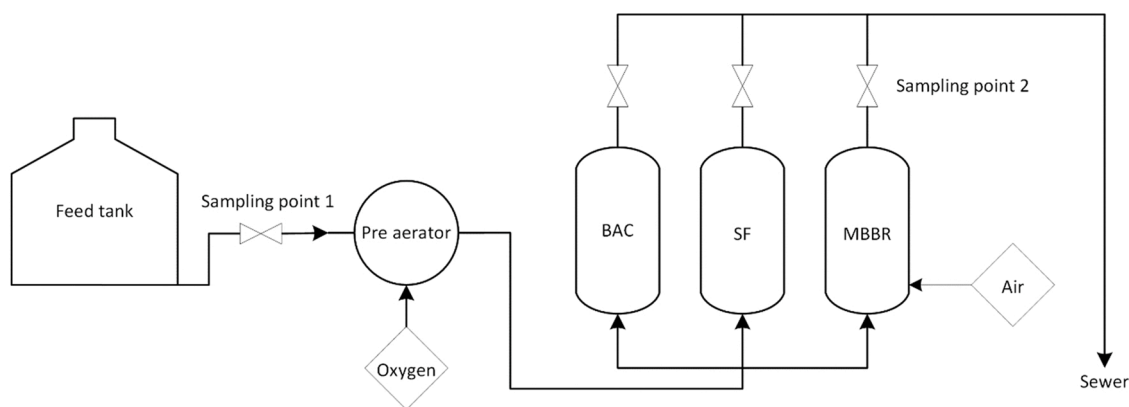 Feed tank
Sampling point 1
Pre aerator
Oxygen
BAC
SF
MBBR
Sampling point 2
Air
Sewer